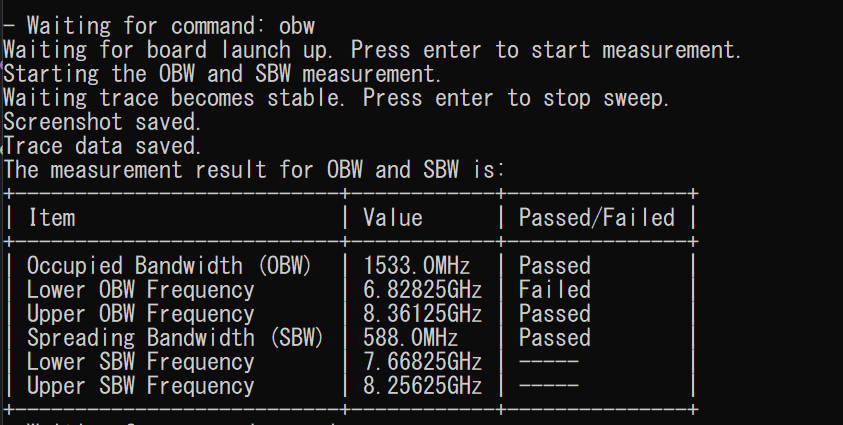 - Waiting for command: obw
Waiting for board launch up. Press enter to start measurement.
Starting the OBW and SBW measurement.
Waiting trace becomes stable. Press enter to stop sweep.
Screenshot saved.
Trace data saved.
The measurement result for OBW and SBW is:
+---------------------------+------------+---------------+
| Item | Value | Passed/Failed |
+---------------------------+------------+---------------+
| Occupied Bandwidth (OBW) | 1533.0MHz | Passed |
| Lower OBW Frequency | 6.82825GHz | Failed |
| Upper OBW Frequency | 8.36125GHz | Passed |
| Spreading Bandwidth (SBW) | 588.0MHz | Passed |
| Lower SBW Frequency | 7.66825GHz | ----- |
| Upper SBW Frequency | 8.25625GHz | ----- |
+---------------------------+------------+---------------+